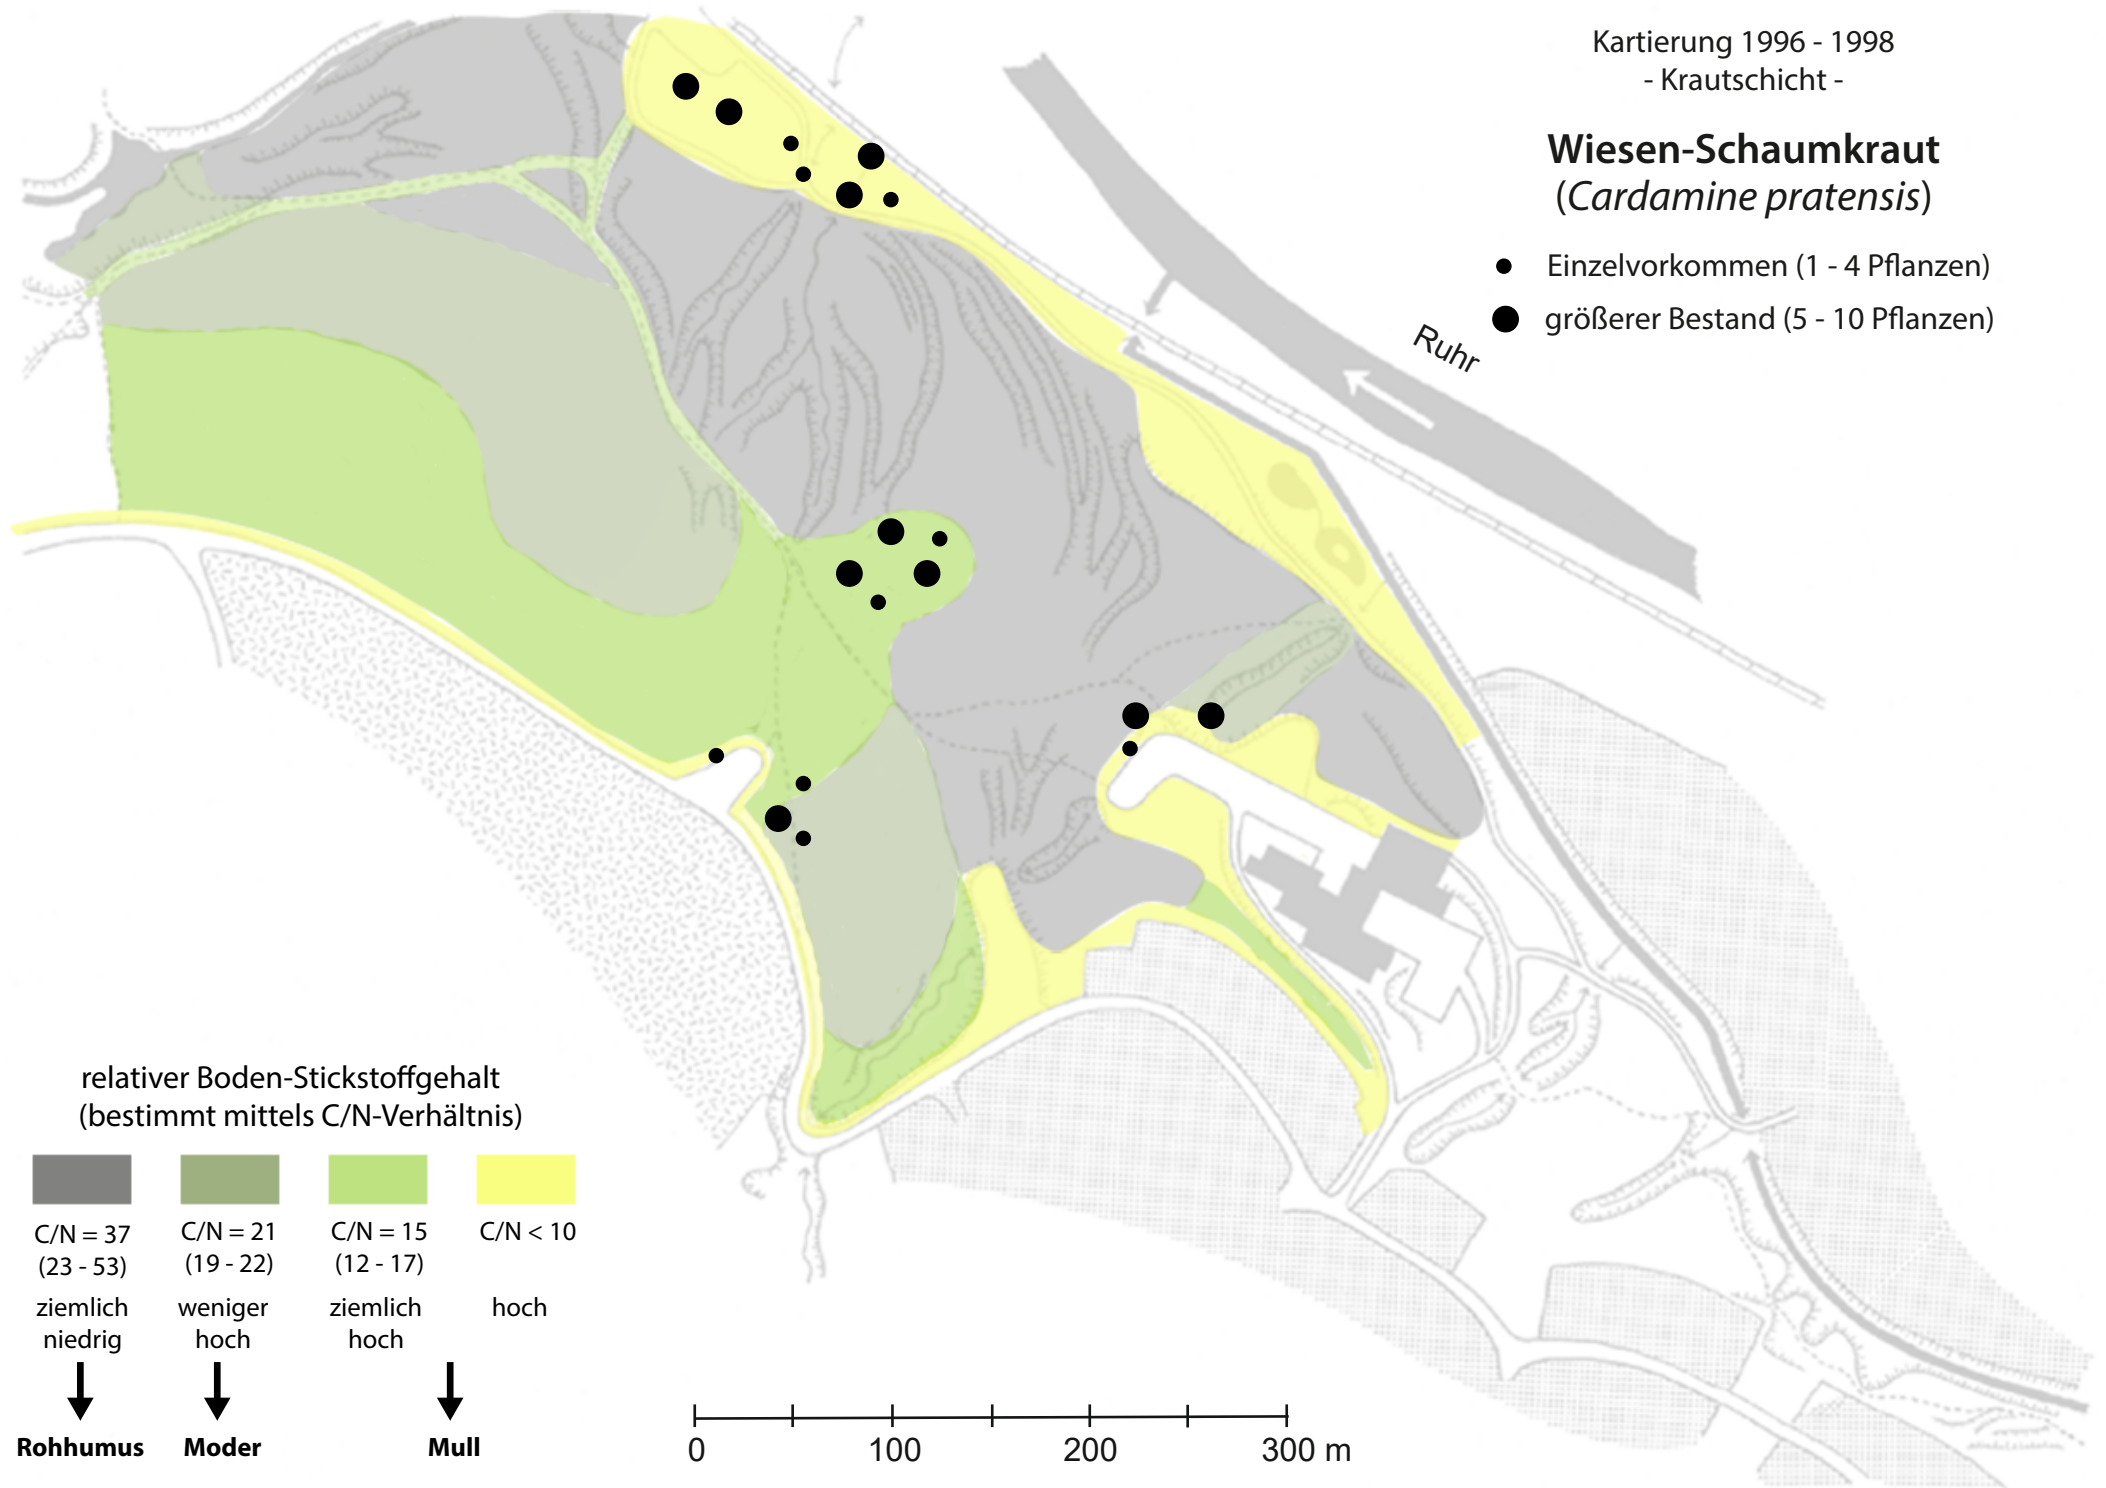 Kartierung 1996 - 1998
- Krautschicht -
Wiesen-Schaumkraut
(Cardamine pratensis)
Einzelvorkommen (1 - 4 Pflanzen)
größerer Bestand (5 - 10 Pflanzen)
Ruhr
relativer Boden-Stickstoffgehalt
(bestimmt mittels C/N-Verhältnis)
C/N = 37 C/N = 21 C/N = 15 C/N < 10
(23 - 53) (19 - 22) (12 - 17)
ziemlich weniger ziemlich hoch
niedrig hoch hoch
Rohhumus Moder Mull
0 100 200 300 m